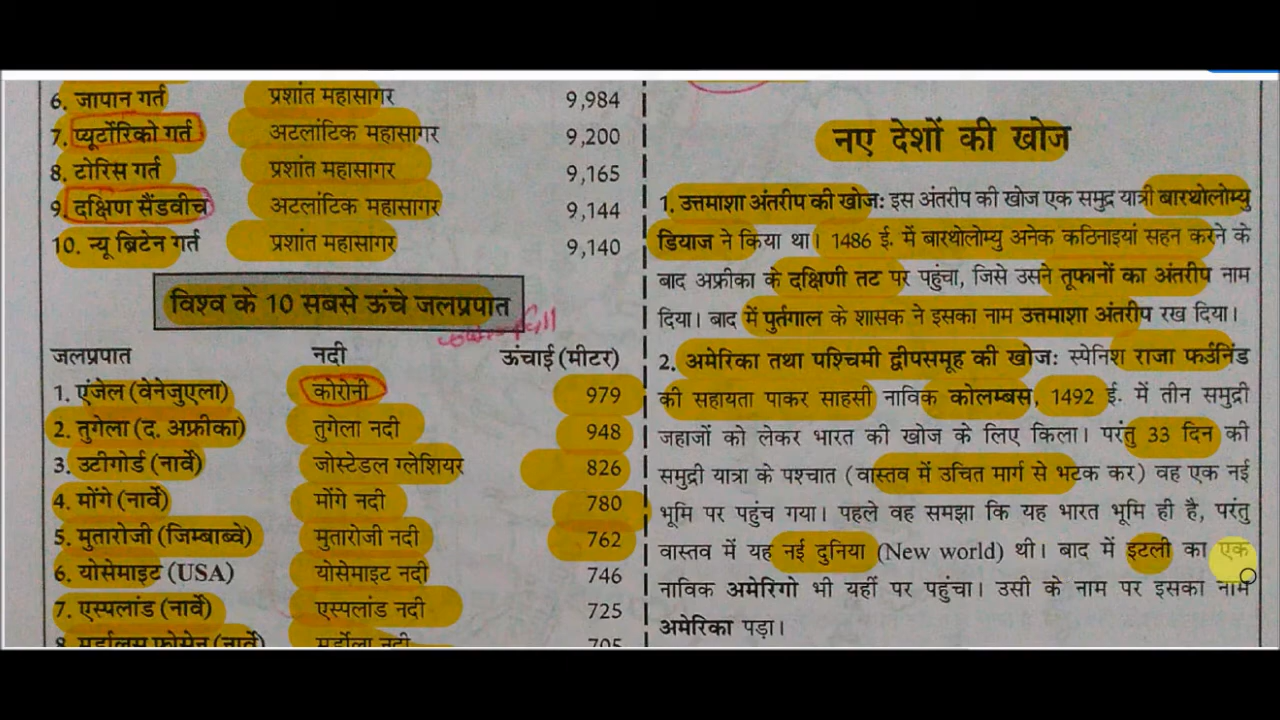 6. जापान गर्त प्रशांत महासागर 9,984
7. प्यूर्टोरिको गर्त अटलांटिक महासागर 9,200
8. टोरिस गर्त प्रशांत महासागर 9,165
9. दक्षिण सैंडवीच अटलांटिक महासागर 9,144
10. न्यू ब्रिटेन गर्त प्रशांत महासागर 9,140
विश्व के 10 सबसे ऊंचे जलप्रपात
जलप्रपात नदी ऊंचाई (मीटर)
1. एंजेल (वेनेजुएला) कोरोनी 979
2. तुगेला (द. अफ्रीका) तुगेला नदी 948
3. उटीगोर्ड (नार्वे) जोस्टेडल ग्लेशियर 826
4. मोंगे (नार्वे) मोंगे नदी 780
5. मुतारोजी (जिम्बाब्वे) मुतारोजी नदी 762
6. योसेमाइट (USA) योसेमाइट नदी 746
7. एस्पलांड (नार्वे) एस्पलांड नदी 725
8. (नार्वे) नदी 705
नए देशों की खोज
1. उत्तमाशा अंतरीप की खोज: इस अंतरीप की खोज एक समुद्र यात्री बारथोलोम्यु
डियाज ने किया था। 1486 ई. में बारथोलोम्यु अनेक कठिनाइयां सहन करने के
बाद अफ्रीका के दक्षिणी तट पर पहुंचा, जिसे उसने तूफानों का अंतरीप नाम
दिया। बाद में पुर्तगाल के शासक ने इसका नाम उत्तमाशा अंतरीप रख दिया।
2. अमेरिका तथा पश्चिमी द्वीपसमूह की खोज: स्पेनिश राजा फर्डीनेंड
की सहायता पाकर साहसी नाविक कोलम्बस, 1492 ई. में तीन समुद्री
जहाजों को लेकर भारत की खोज के लिए किला। परंतु 33 दिन की
समुद्री यात्रा के पश्चात (वास्तव में उचित मार्ग से भटक कर) वह एक नई
भूमि पर पहुंच गया। पहले वह समझा कि यह भारत भूमि ही है, परंतु
वास्तव में यह नई दुनिया (New world) थी। बाद में इटली का एक
नाविक अमेरिगो भी यहीं पर पहुंचा। उसी के नाम पर इसका नाम
अमेरिका पड़ा।